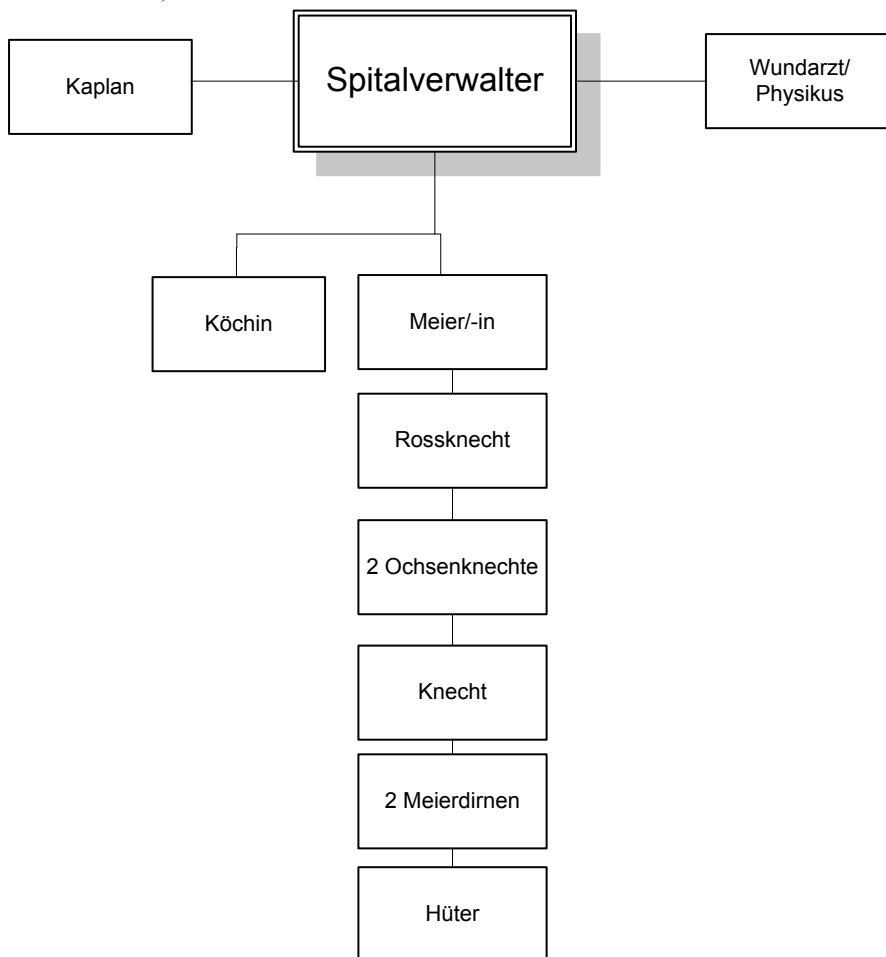 Kaplan
Spitalverwalter
Wundarzt/
Physikus
Köchin
Meier/-in
Rossknecht
2 Ochsenknechte
Knecht
2 Meierdirnen
Hüter